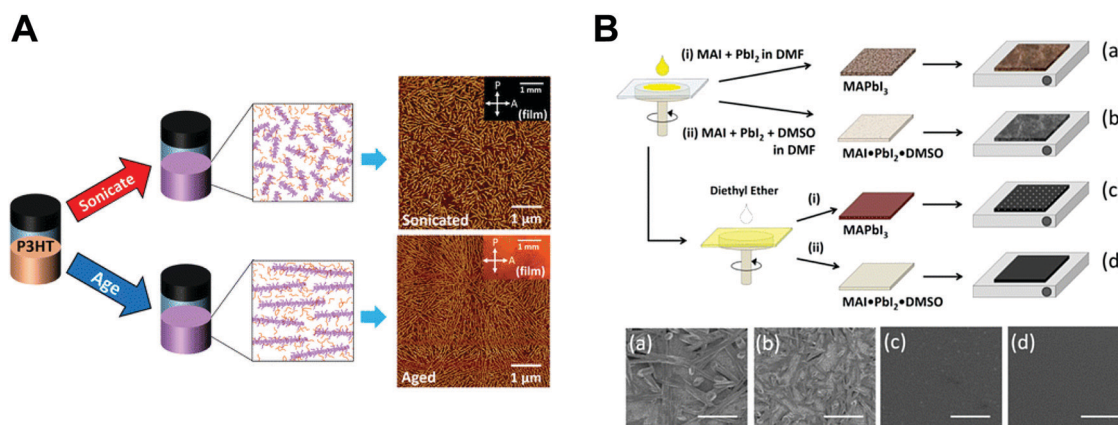 A
Sonicate
P3HT
Age
P
A
1 mm
(film)
Sonicated
1 µm
P
A
1 mm
(film)
Aged
1 µm
B
(i) MAI + PbI2 in DMF
(ii) MAI + PbI2 + DMSO
in DMF
MAPbI3
(a
MAI•PbI2•DMSO
(b)
Diethyl Ether
(i)
MAPbI3
(c
(ii)
MAI•PbI2•DMSO
(d)
(a)
(b)
(c)
(d)